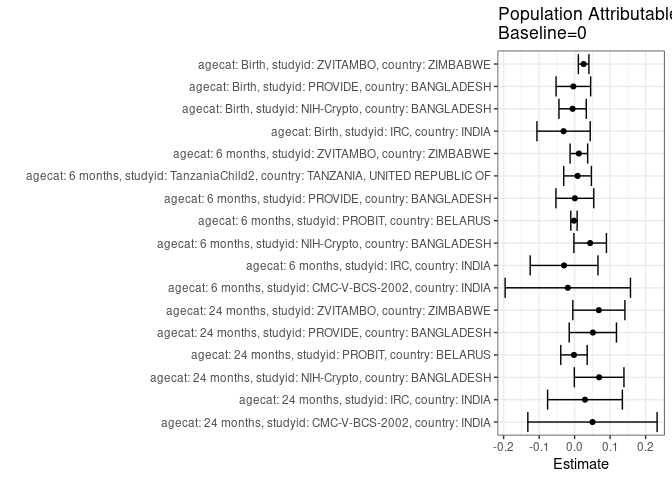 Population Attributable
Baseline=0
agecat: Birth, studyid: ZVITAMBO, country: ZIMBABWE
agecat: Birth, studyid: PROVIDE, country: BANGLADESH
agecat: Birth, studyid: NIH-Crypto, country: BANGLADESH
agecat: Birth, studyid: IRC, country: INDIA
agecat: 6 months, studyid: ZVITAMBO, country: ZIMBABWE
agecat: 6 months, studyid: TanzaniaChild2, country: TANZANIA, UNITED REPUBLIC OF
agecat: 6 months, studyid: PROVIDE, country: BANGLADESH
agecat: 6 months, studyid: PROBIT, country: BELARUS
agecat: 6 months, studyid: NIH-Crypto, country: BANGLADESH
agecat: 6 months, studyid: IRC, country: INDIA
agecat: 6 months, studyid: CMC-V-BCS-2002, country: INDIA
agecat: 24 months, studyid: ZVITAMBO, country: ZIMBABWE
agecat: 24 months, studyid: PROVIDE, country: BANGLADESH
agecat: 24 months, studyid: PROBIT, country: BELARUS
agecat: 24 months, studyid: NIH-Crypto, country: BANGLADESH
agecat: 24 months, studyid: IRC, country: INDIA
agecat: 24 months, studyid: CMC-V-BCS-2002, country: INDIA
-0.2 -0.1 0.0 0.1 0.2
Estimate